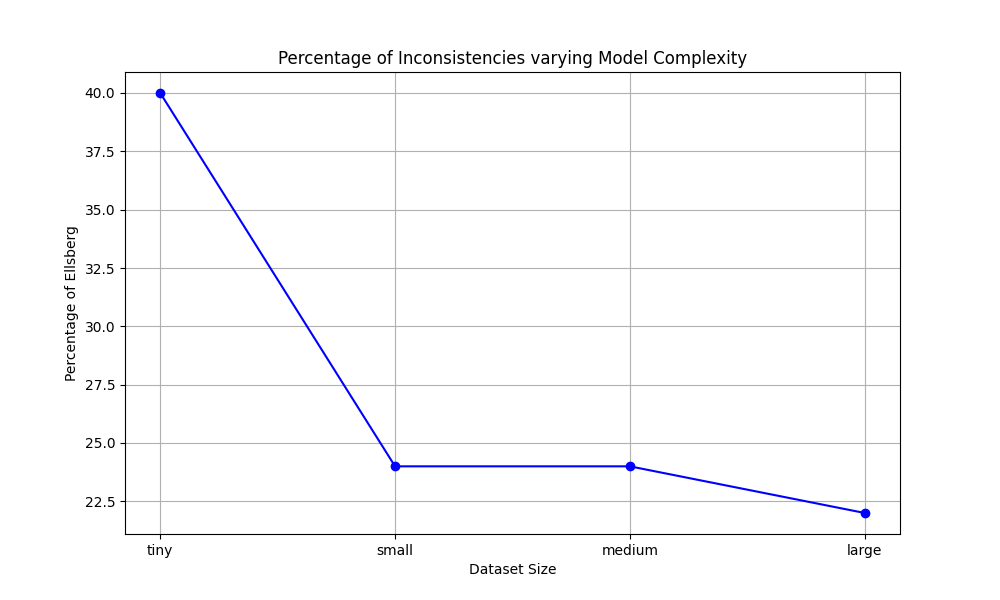 Percentage of Inconsistencies varying Model Complexity
40.0
37.5
35.0
32.5
30.0
27.5
25.0
22.5
Percentage of Ellsberg
tiny small medium large
Dataset Size